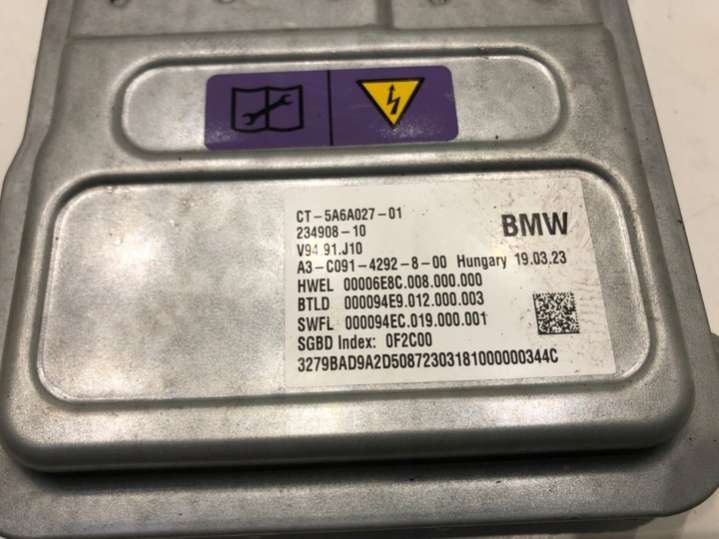 CT-5A6A027-01
234908-10
BMW
V94.91.J10
A3-C091-4292-8-00 Hungary 19.03.23
HWEL 00006E8C.008.000.000
BTLD 000094E9.012.000.003
SWFL 000094EC.019.000.001
SGBD Index: 0F2C00
3279BAD9A2D50872303181000000344C